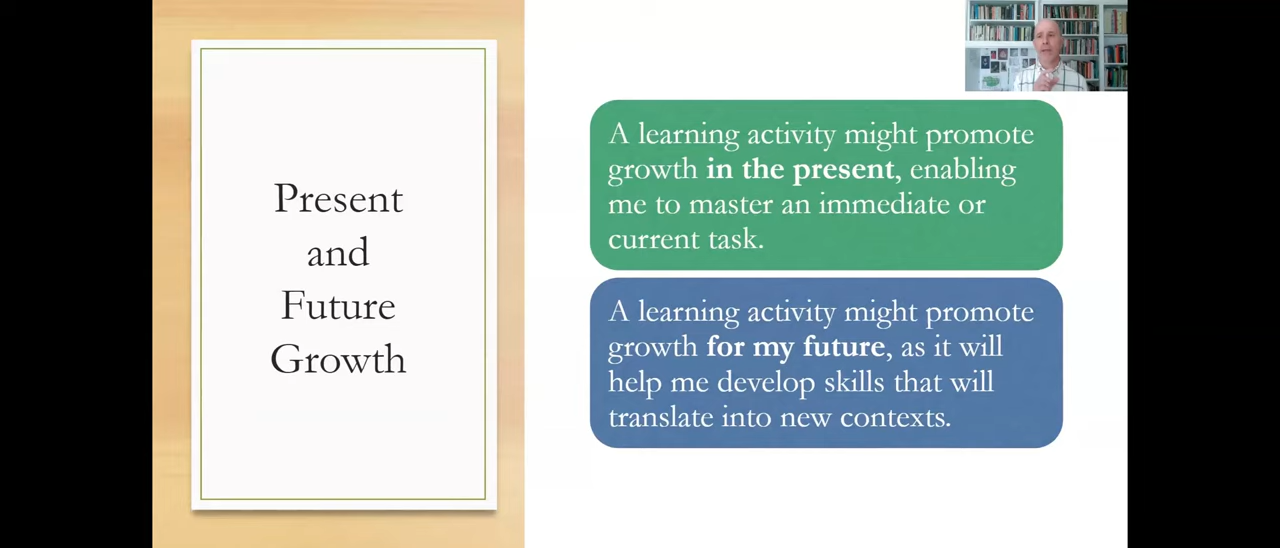 Present
and
Future
Growth
A learning activity might promote
growth in the present, enabling
me to master an immediate or
current task.
A learning activity might promote
growth for my future, as it will
help me develop skills that will
translate into new contexts.